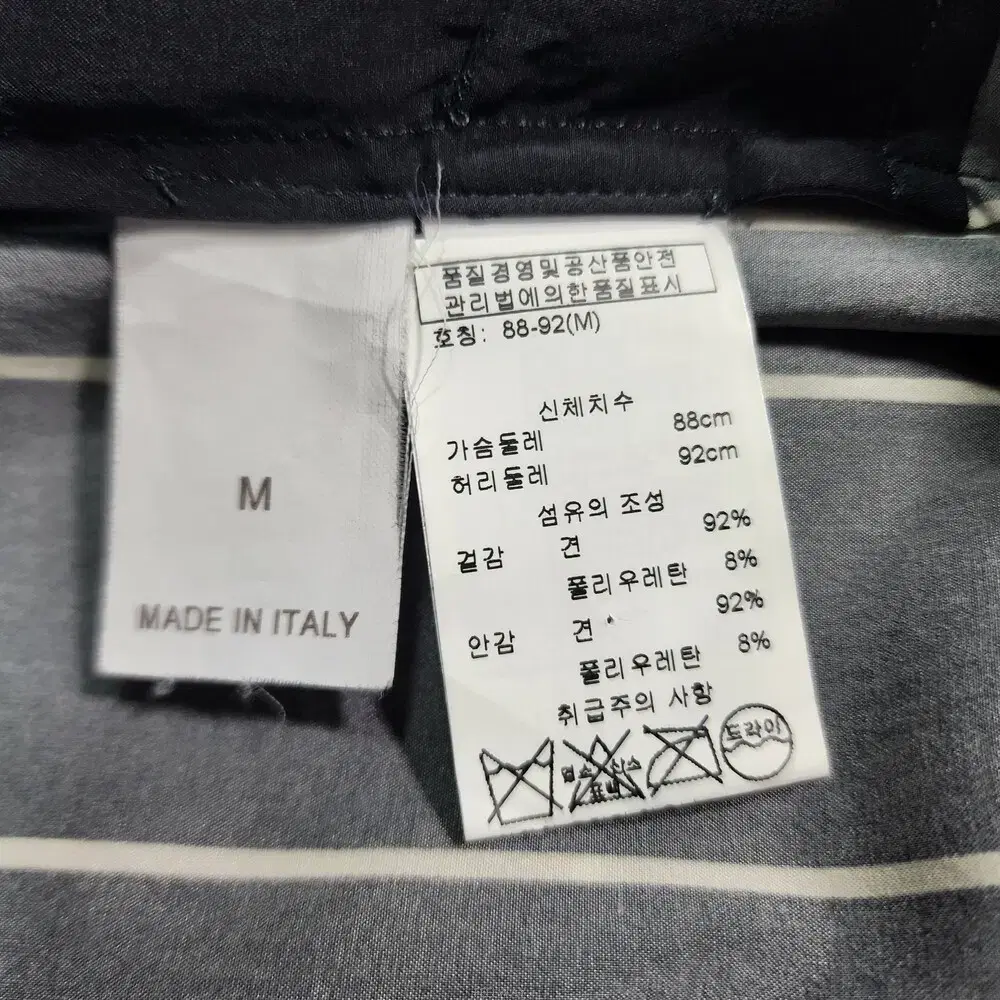 M
MADE IN ITALY
품질경영및공산품안전
관리법에의한품질표시
호칭: 88-92(M)
신체치수
가슴둘레 88cm
허리둘레 92cm
섬유의 조성
겉감 견 92%
폴리우레탄 8%
안감 견 92%
폴리우레탄 8%
취급주의 사항
드라이
표백